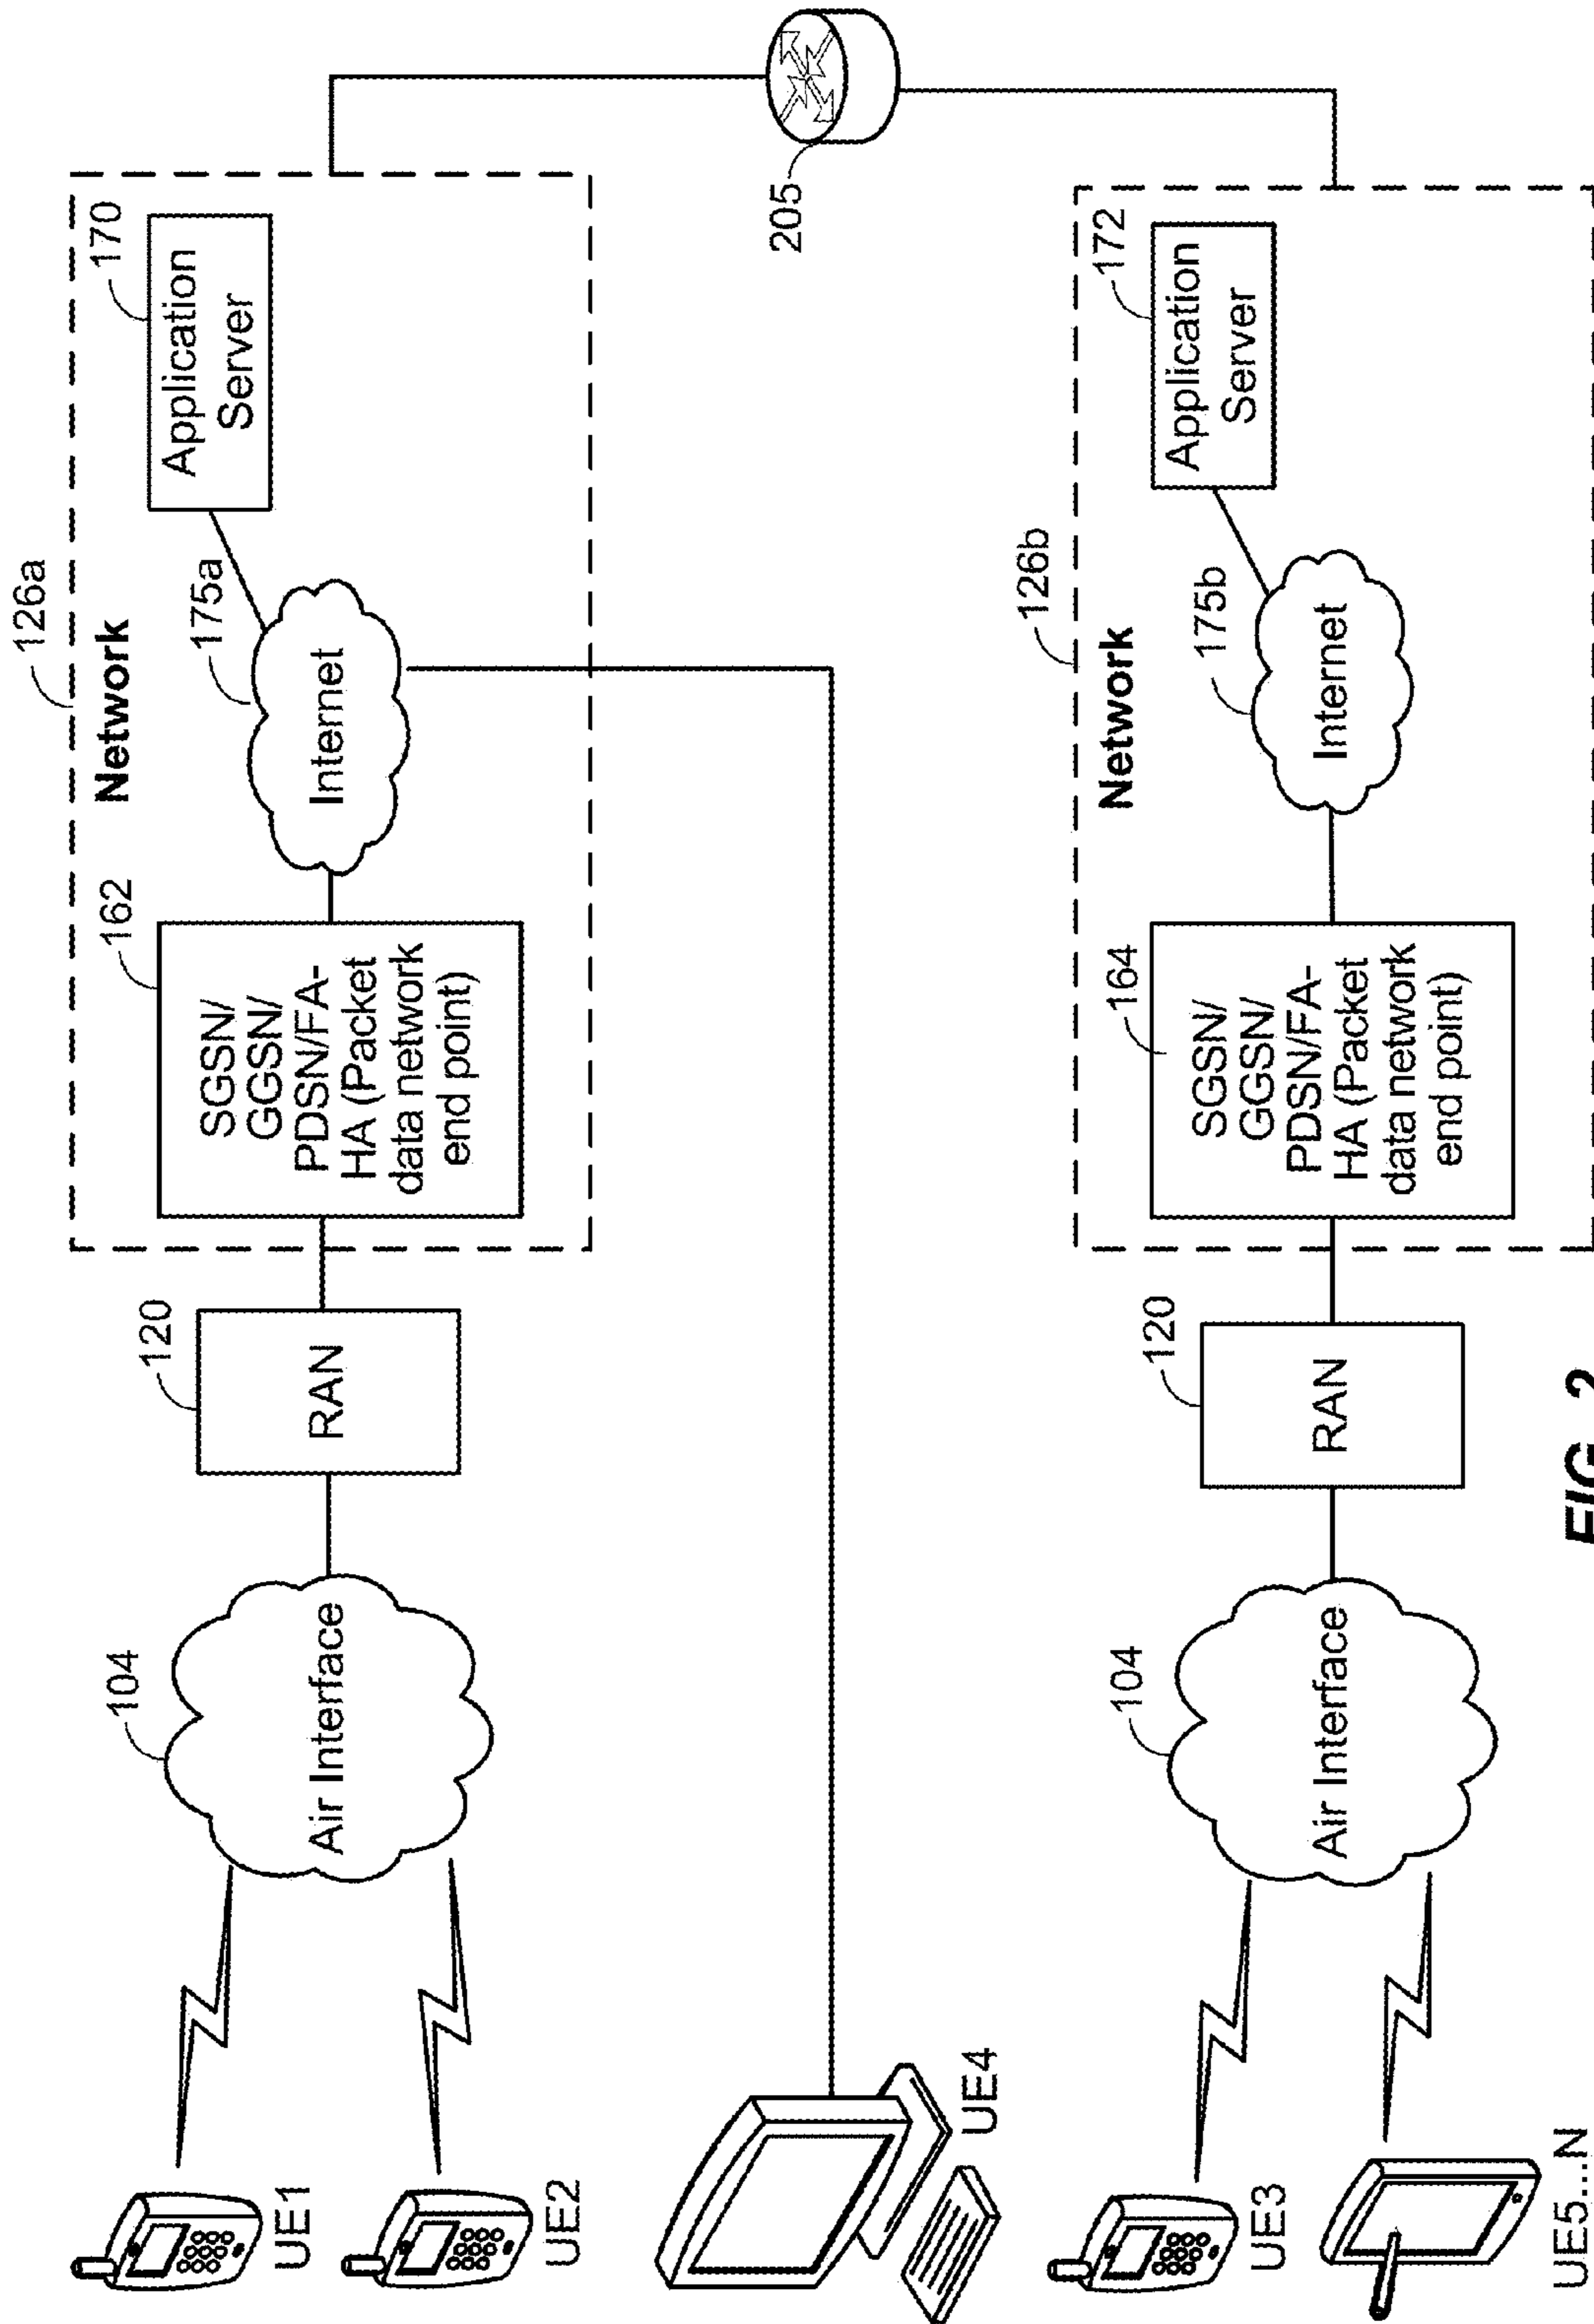 126a
Network
162
SGSN/
GGSN/
PDSN/FA-
HA (Packet
data network
end point)
175a
Internet
170
Application
Server
120
RAN
104
Air Interface
UE1
UE2
UE4
205
126b
Network
164
SGSN/
GGSN/
PDSN/FA-
HA (Packet
data network
end point)
175b
Internet
172
Application
Server
120
RAN
104
Air Interface
UE3
UE5...N
FIG. 2